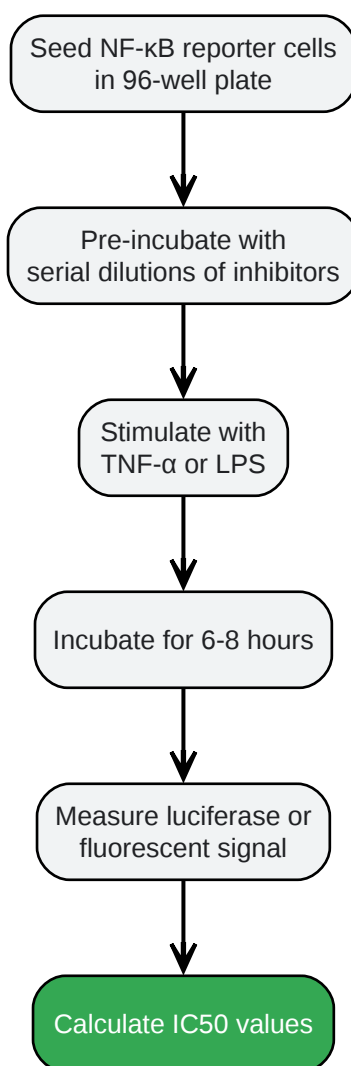 Seed NF-κB reporter cells
in 96-well plate
Pre-incubate with
serial dilutions of inhibitors
Stimulate with
TNF-α or LPS
Incubate for 6-8 hours
Measure luciferase or
fluorescent signal
Calculate IC50 values